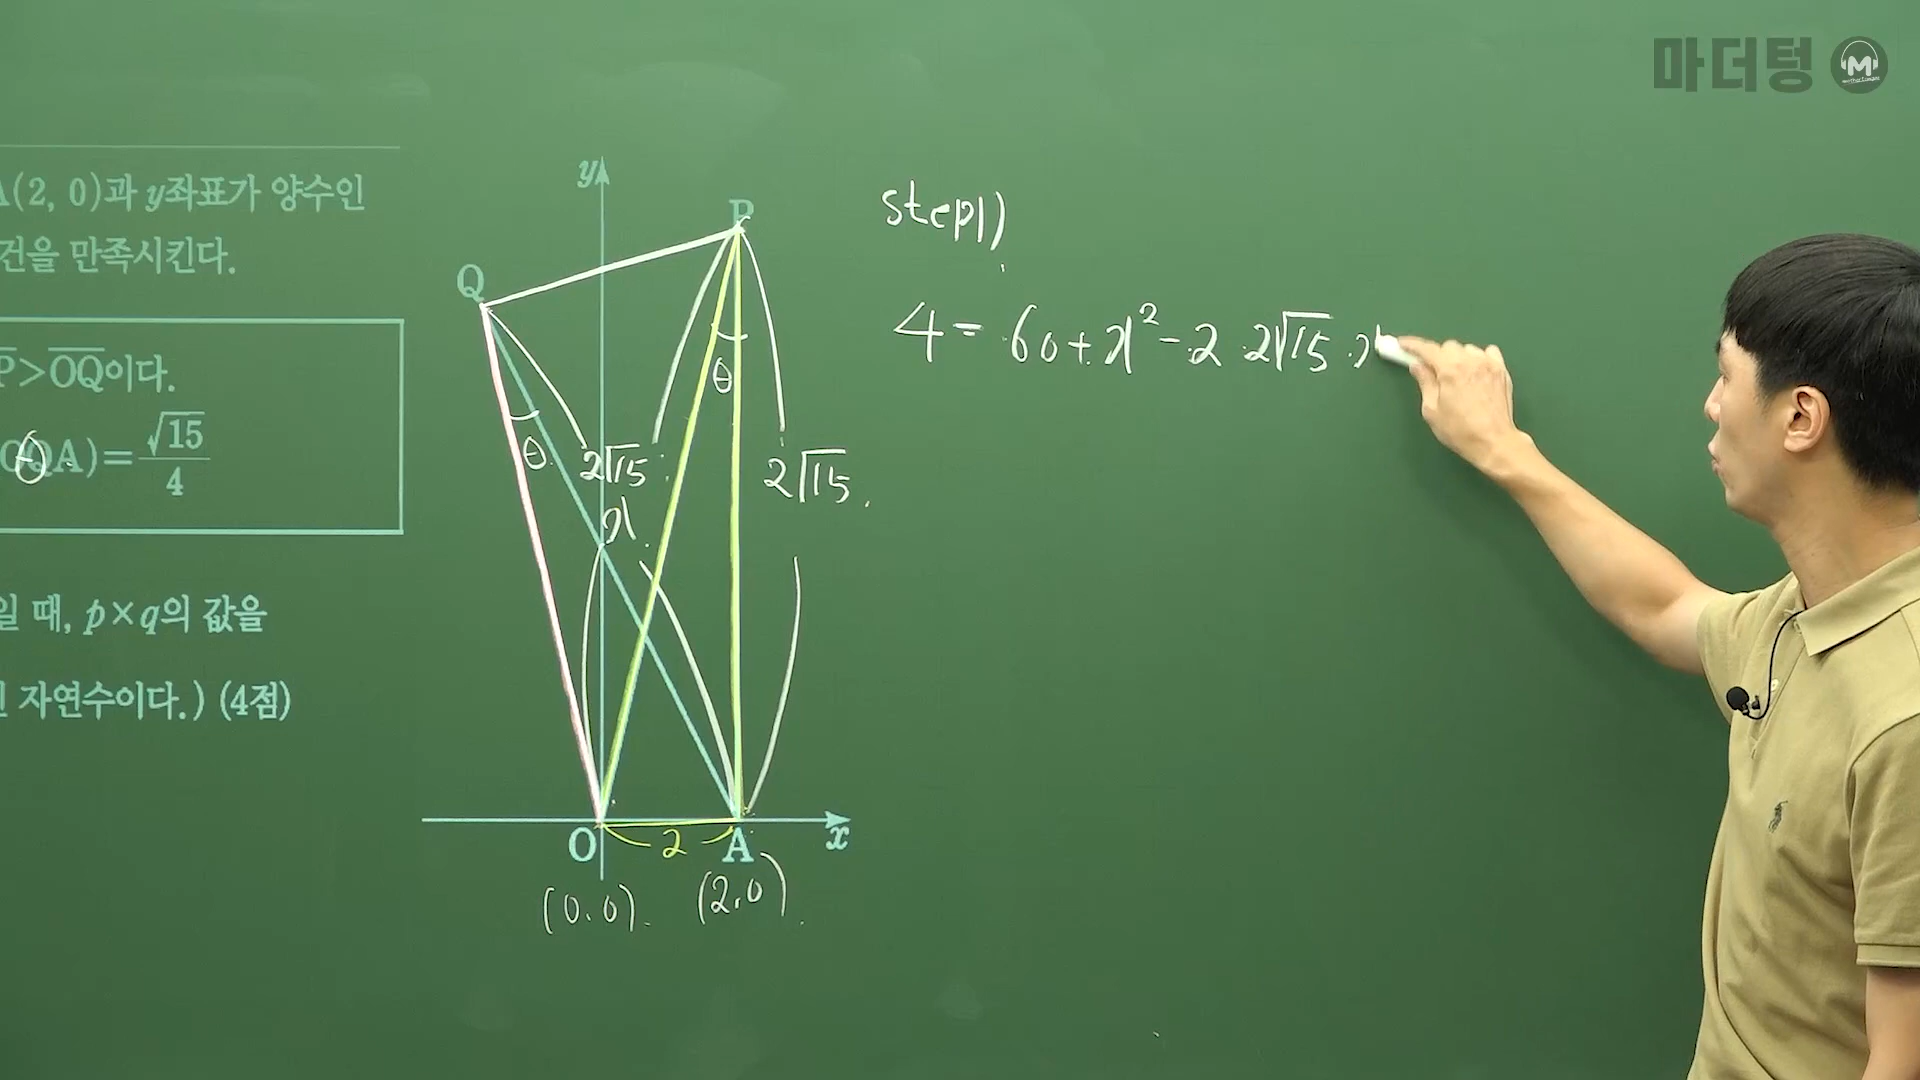 마더텅
M
A(2, 0)과 y좌표가 양수인
건을 만족시킨다.
P>OQ이다.
θ
QA)=√15/4
일 때, p×q의 값을
자연수이다.) (4점)
y
P
Q
θ
θ
2√15
2√15
x
O
2
A
x
(0.0)
(2.0)
step1)
4= 60+x²-2·2√15·x